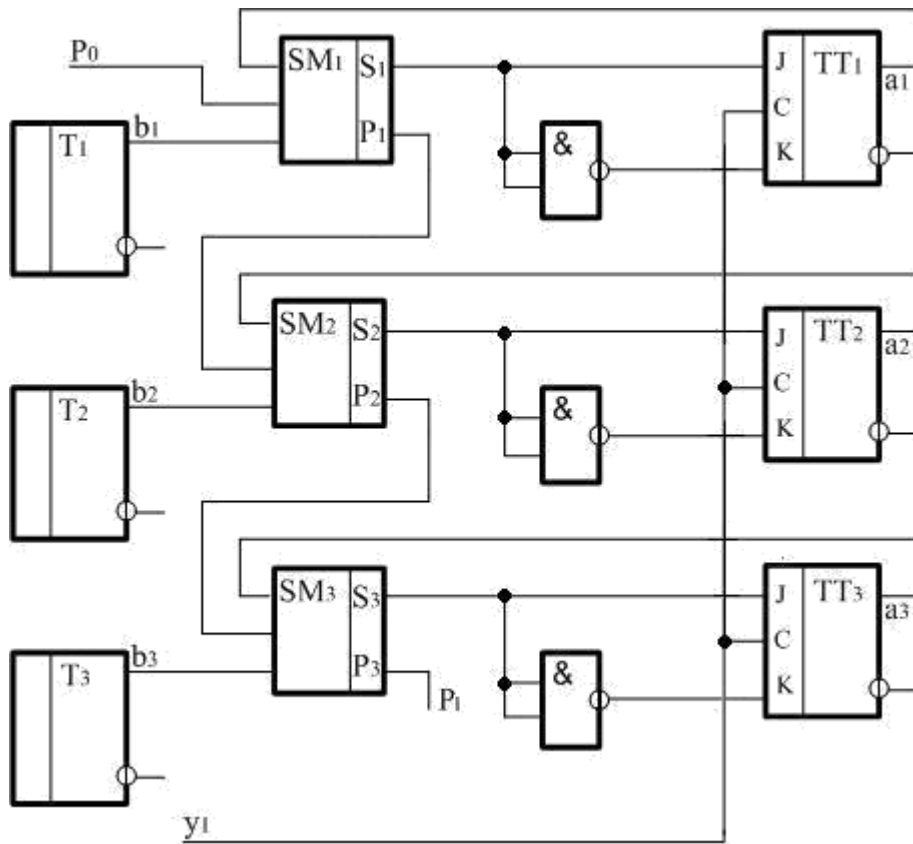 P₀
SM₁ S₁ P₁
T₁ b₁
&
J TT₁ C K a₁
SM₂ S₂ P₂
T₂ b₂
&
J TT₂ C K a₂
SM₃ S₃ P₃
T₃ b₃
P₁
&
J TT₃ C K a₃
y₁